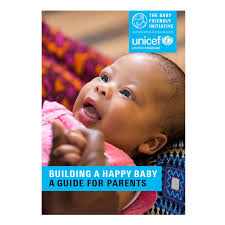 THE BABY
FRIENDLY
INITIATIVE
unicef
BUILDING A HAPPY BABY
A GUIDE FOR PARENTS